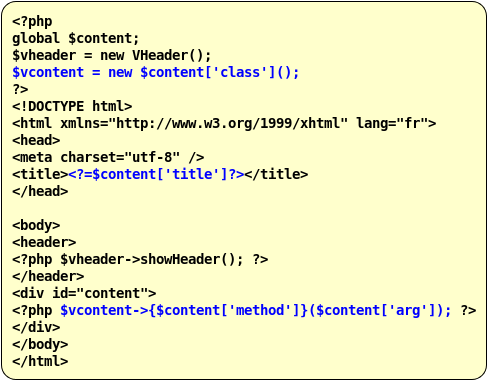 <?php
global $content;
$vheader = new VHeader();
$vcontent = new $content['class']();
?>
<!DOCTYPE html>
<html xmlns="http://www.w3.org/1999/xhtml" lang="fr">
<head>
<meta charset="utf-8" />
<title><?=$content['title']?></title>
</head>

<body>
<header>
<?php $vheader->showHeader(); ?>
</header>
<div id="content">
<?php $vcontent->{$content['method']}($content['arg']); ?>
</div>
</body>
</html>